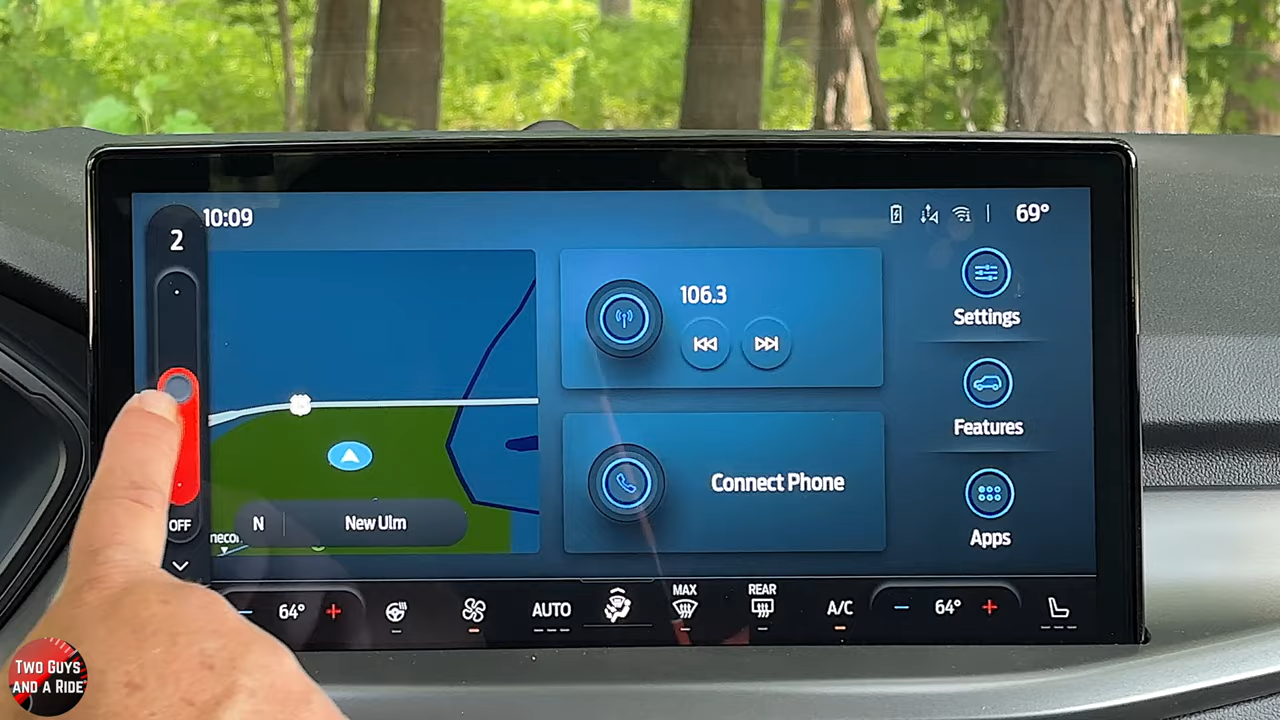 10:09
69°
2
106.3
Settings
Features
Connect Phone
Apps
OFF
N
New Ulm
necon
64°
AUTO
MAX
REAR
A/C
64°
TWO GUYS
AND A RIDE